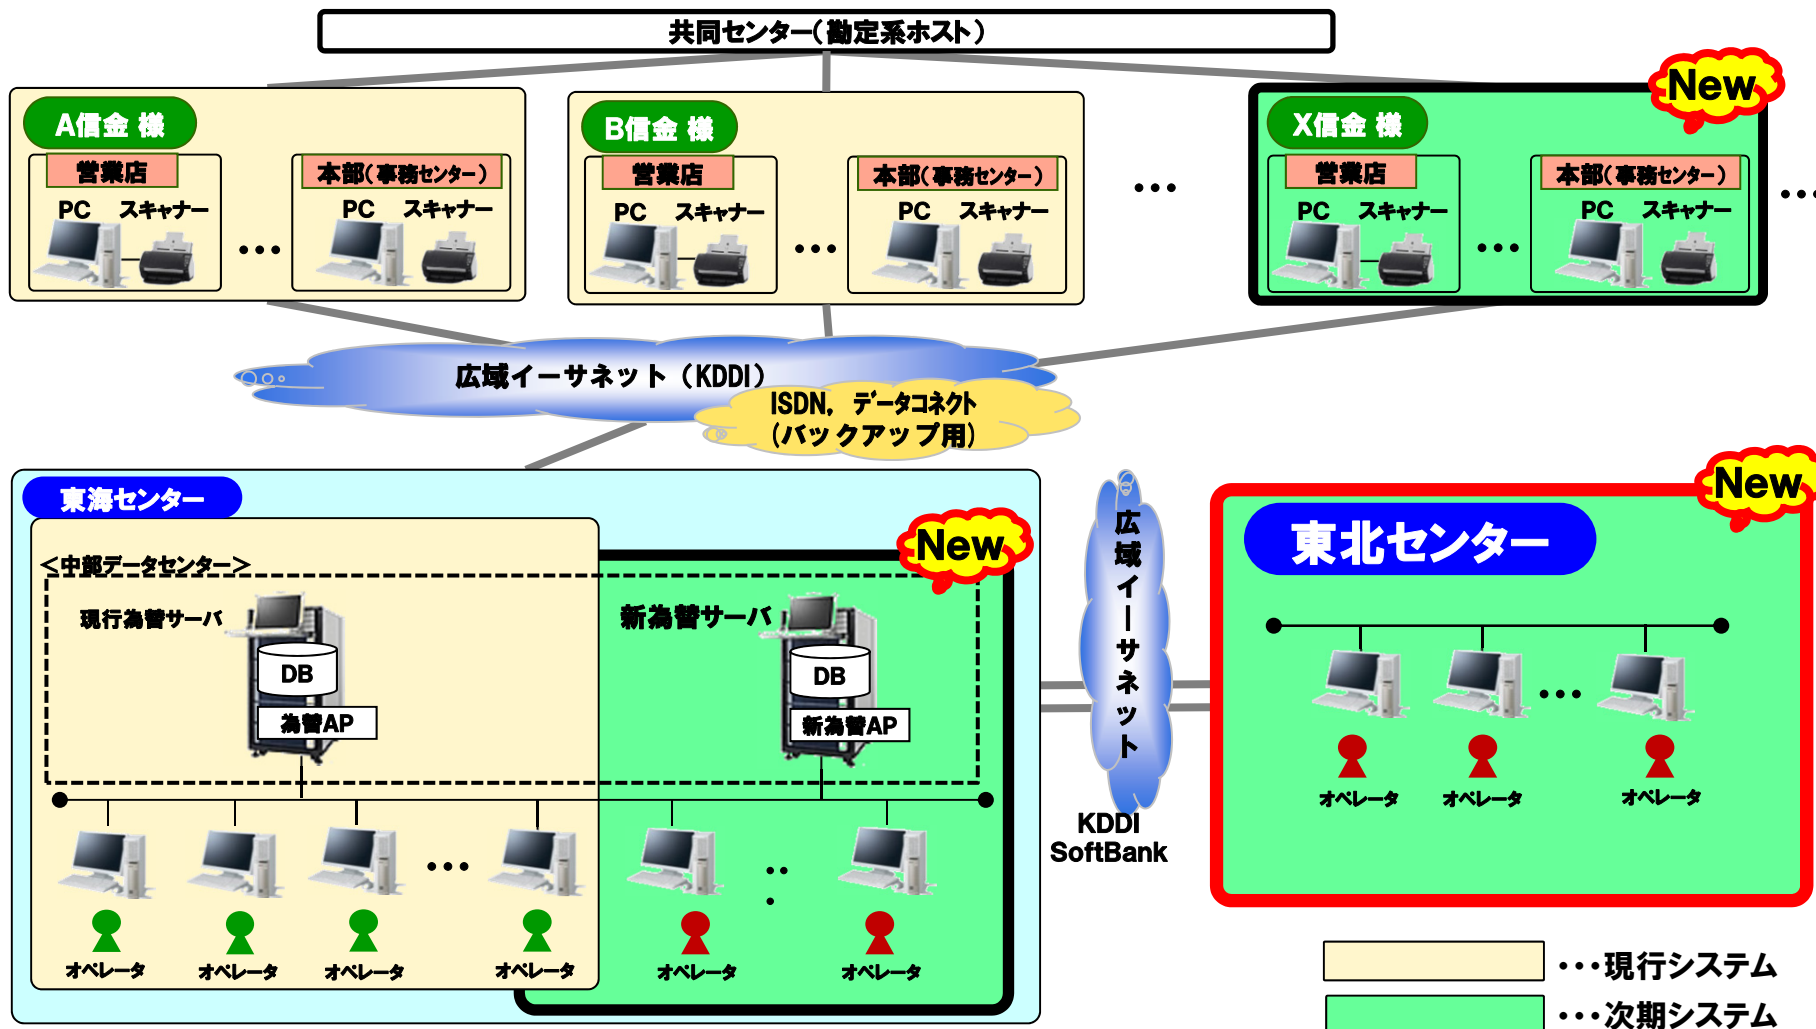 共同センター(勘定系ホスト)
New
A信金 様
営業店
本部(事務センター)
PC スキャナー
PC スキャナー
•••
B信金 様
営業店
本部(事務センター)
PC スキャナー
PC スキャナー
•••
•••
X信金 様
営業店
本部(事務センター)
PC スキャナー
PC スキャナー
•••
•••
広域イーサネット(KDDI)
ISDN, データコネクト
(バックアップ用)
東海センター
<中部データセンター>
現行為替サーバ
DB
為替AP
New
新為替サーバ
DB
新為替AP
•••
オペレータ
オペレータ
オペレータ
オペレータ
•••
オペレータ
オペレータ
広域イーサネット
KDDI
SoftBank
New
東北センター
•••
オペレータ
オペレータ
オペレータ
•••現行システム
•••次期システム